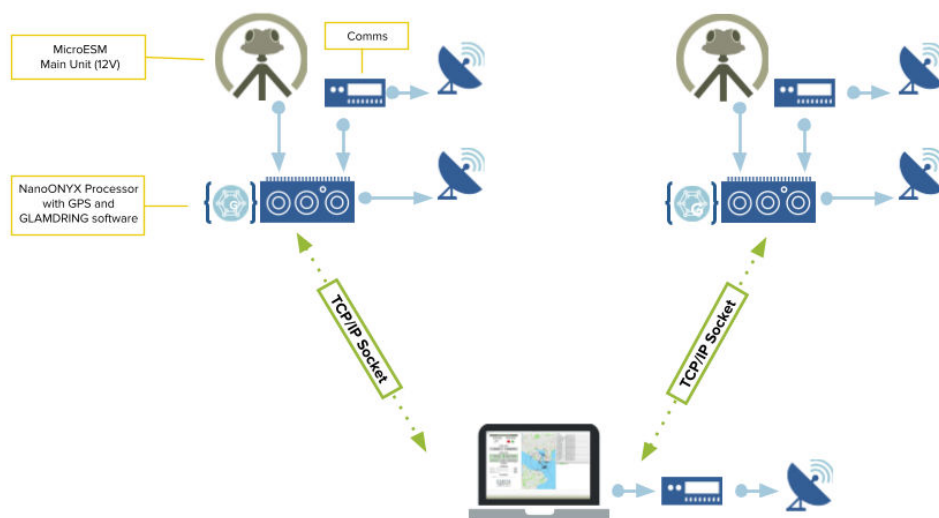 MicroESM
Main Unit (12V)
Comms
NanoONYX Processor
with GPS and
GLAMDRING software
G
G
TCP/IP Socket
TCP/IP Socket